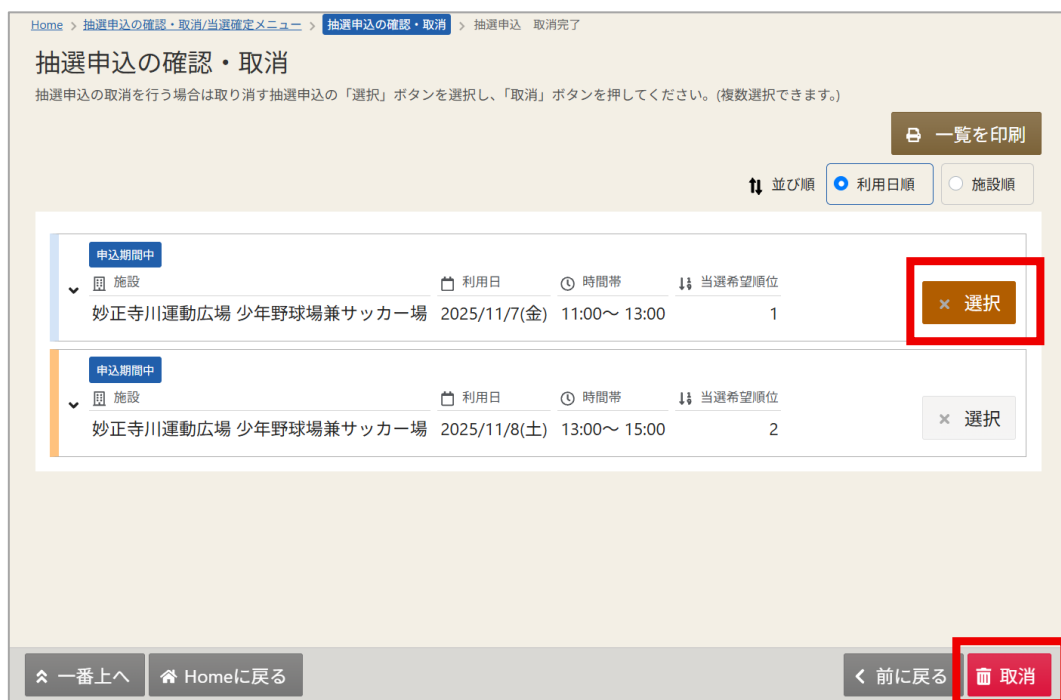 Home > 抽選申込の確認・取消/当選確定メニュー > 抽選申込の確認・取消 > 抽選申込　取消完了
抽選申込の確認・取消
抽選申込の取消を行う場合は取り消す抽選申込の「選択」ボタンを選択し、「取消」ボタンを押してください。(複数選択できます。)
一覧を印刷
並び順 利用日順 施設順
申込期間中
施設 利用日 時間帯 当選希望順位
妙正寺川運動広場 少年野球場兼サッカー場 2025/11/7(金) 11:00～ 13:00 1
× 選択
申込期間中
施設 利用日 時間帯 当選希望順位
妙正寺川運動広場 少年野球場兼サッカー場 2025/11/8(土) 13:00～ 15:00 2
× 選択
一番上へ Homeに戻る 前に戻る 取消